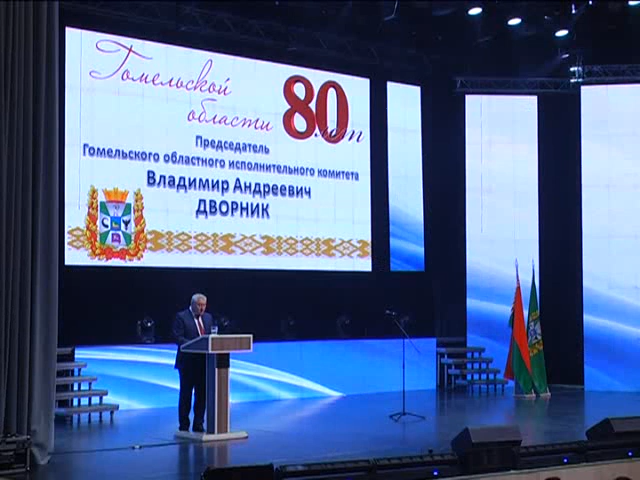 Гомельской
области 80 лет
Председатель
Гомельского областного исполнительного комитета
Владимир Андреевич
ДВОРНИК